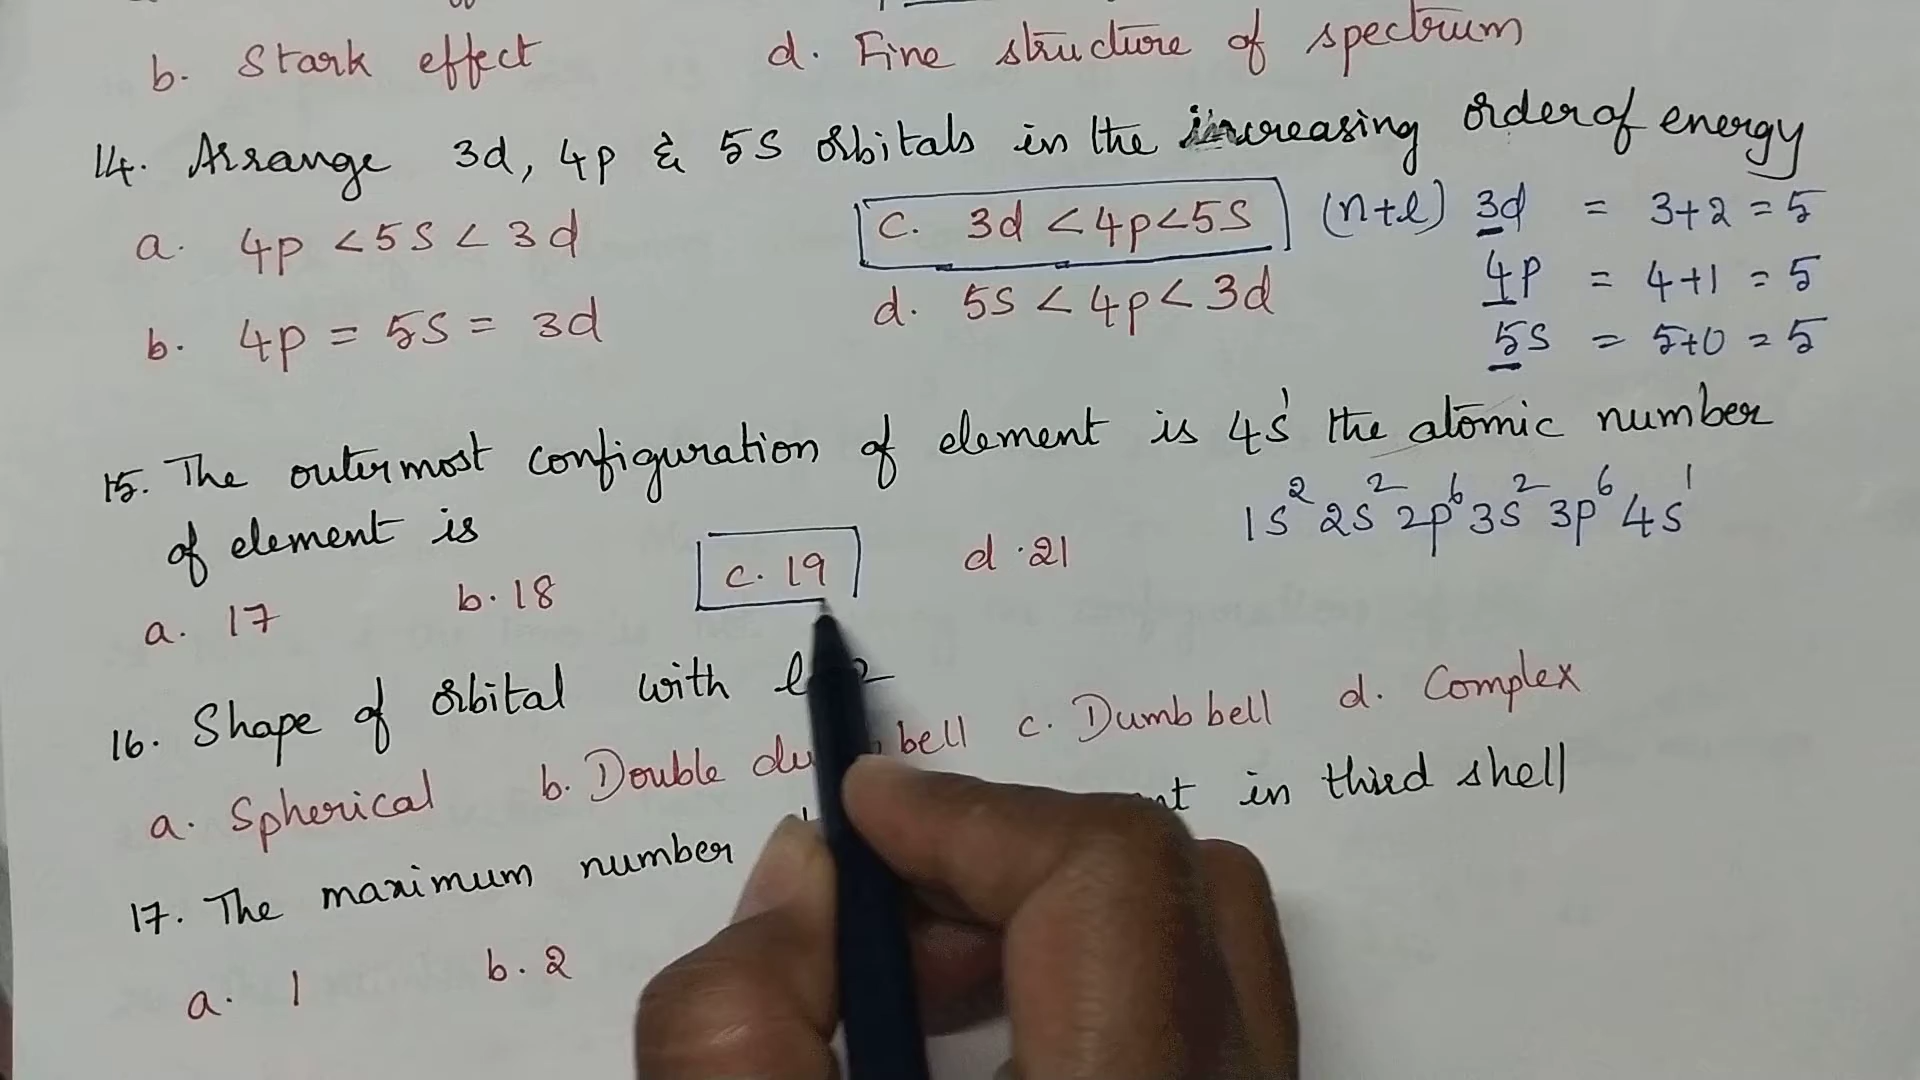 b. Stark effect d. Fine structure of spectrum
14. Arrange 3d, 4p & 5s orbitals in the increasing order of energy
a. 4p < 5s < 3d c. 3d < 4p < 5s (n+l) 3d = 3+2 = 5
4p = 4+1 = 5
b. 4p = 5s = 3d d. 5s < 4p < 3d
5s = 5+0 = 5
15. The outermost configuration of element is 4s¹ the atomic number
of element is 1s² 2s² 2p⁶ 3s² 3p⁶ 4s¹
a. 17 b. 18 c. 19 d. 21
16. Shape of orbital with l 2
a. Spherical b. Double bell c. Dumb bell d. Complex
17. The maximum number in third shell
a. 1 b. 2